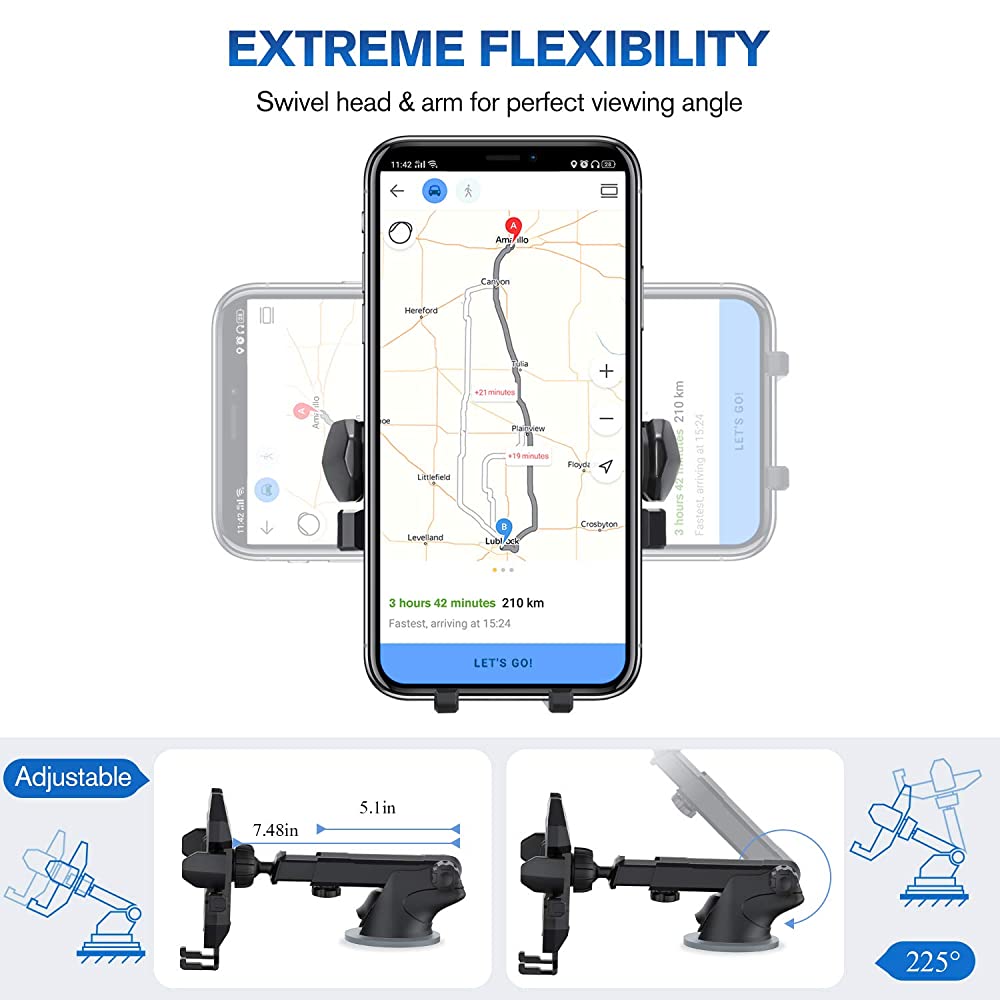 EXTREME FLEXIBILITY
Swivel head & arm for perfect viewing angle
11:42
28
A
Amarillo
Canyon
Hereford
Tulia
+21 minutes
Plainview
+19 minutes
Littlefield
Levelland
Crosbyton
B
Lubbock
3 hours 42 minutes 210 km
Fastest, arriving at 15:24
LET'S GO!
11:42
28
A
Amarillo
3 hours 42 minutes 210 km
Fastest, arriving at 15:24
LET'S GO!
Adjustable
5.1in
7.48in
225°